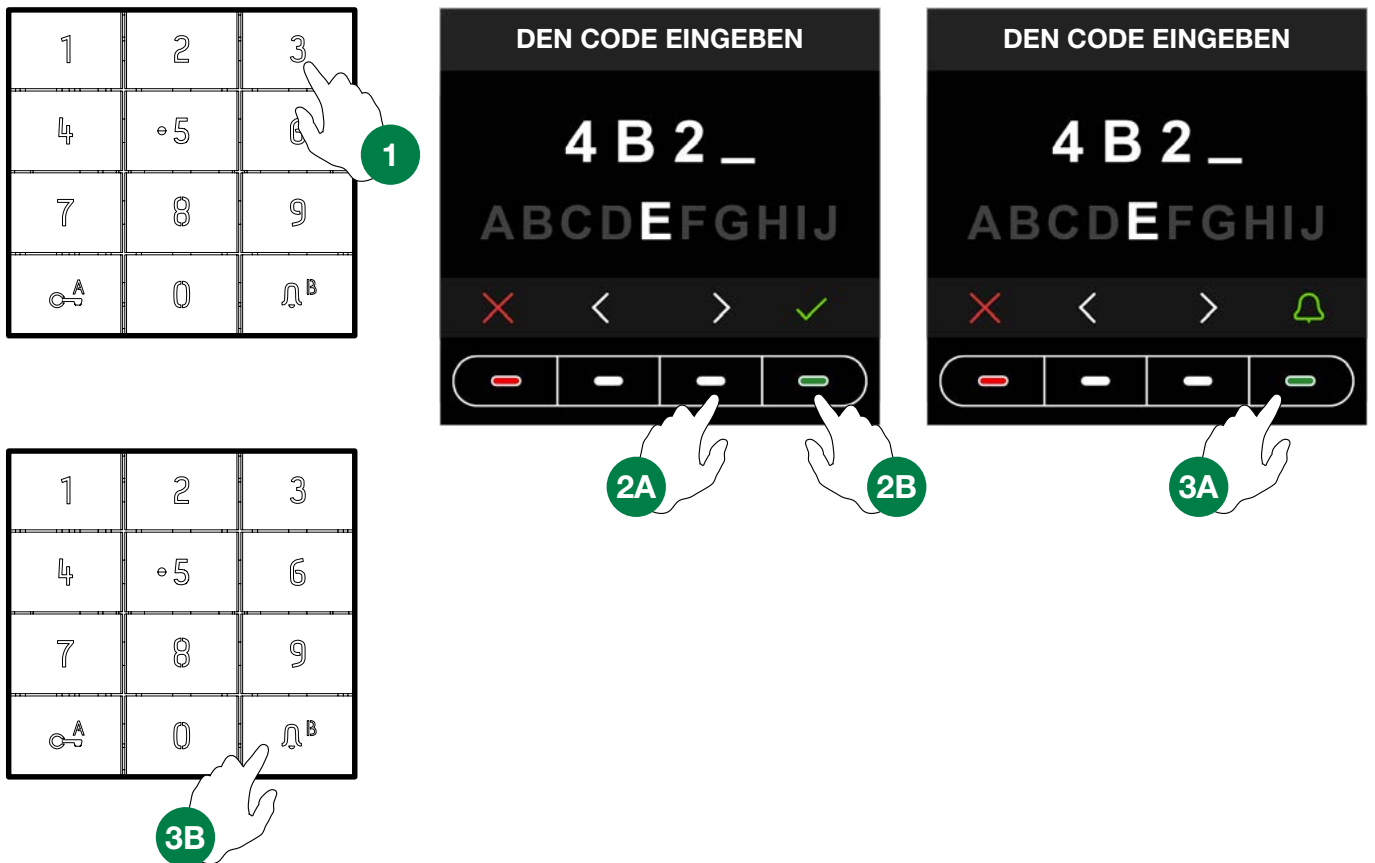 1 2 3
4 5 6
7 8 9
A 0 B
1
DEN CODE EINGEBEN
4 B 2 _
ABCDEFGHIJ
2A
2B
DEN CODE EINGEBEN
4 B 2 _
ABCDEFGHIJ
3A
1 2 3
4 5 6
7 8 9
A 0 B
3B